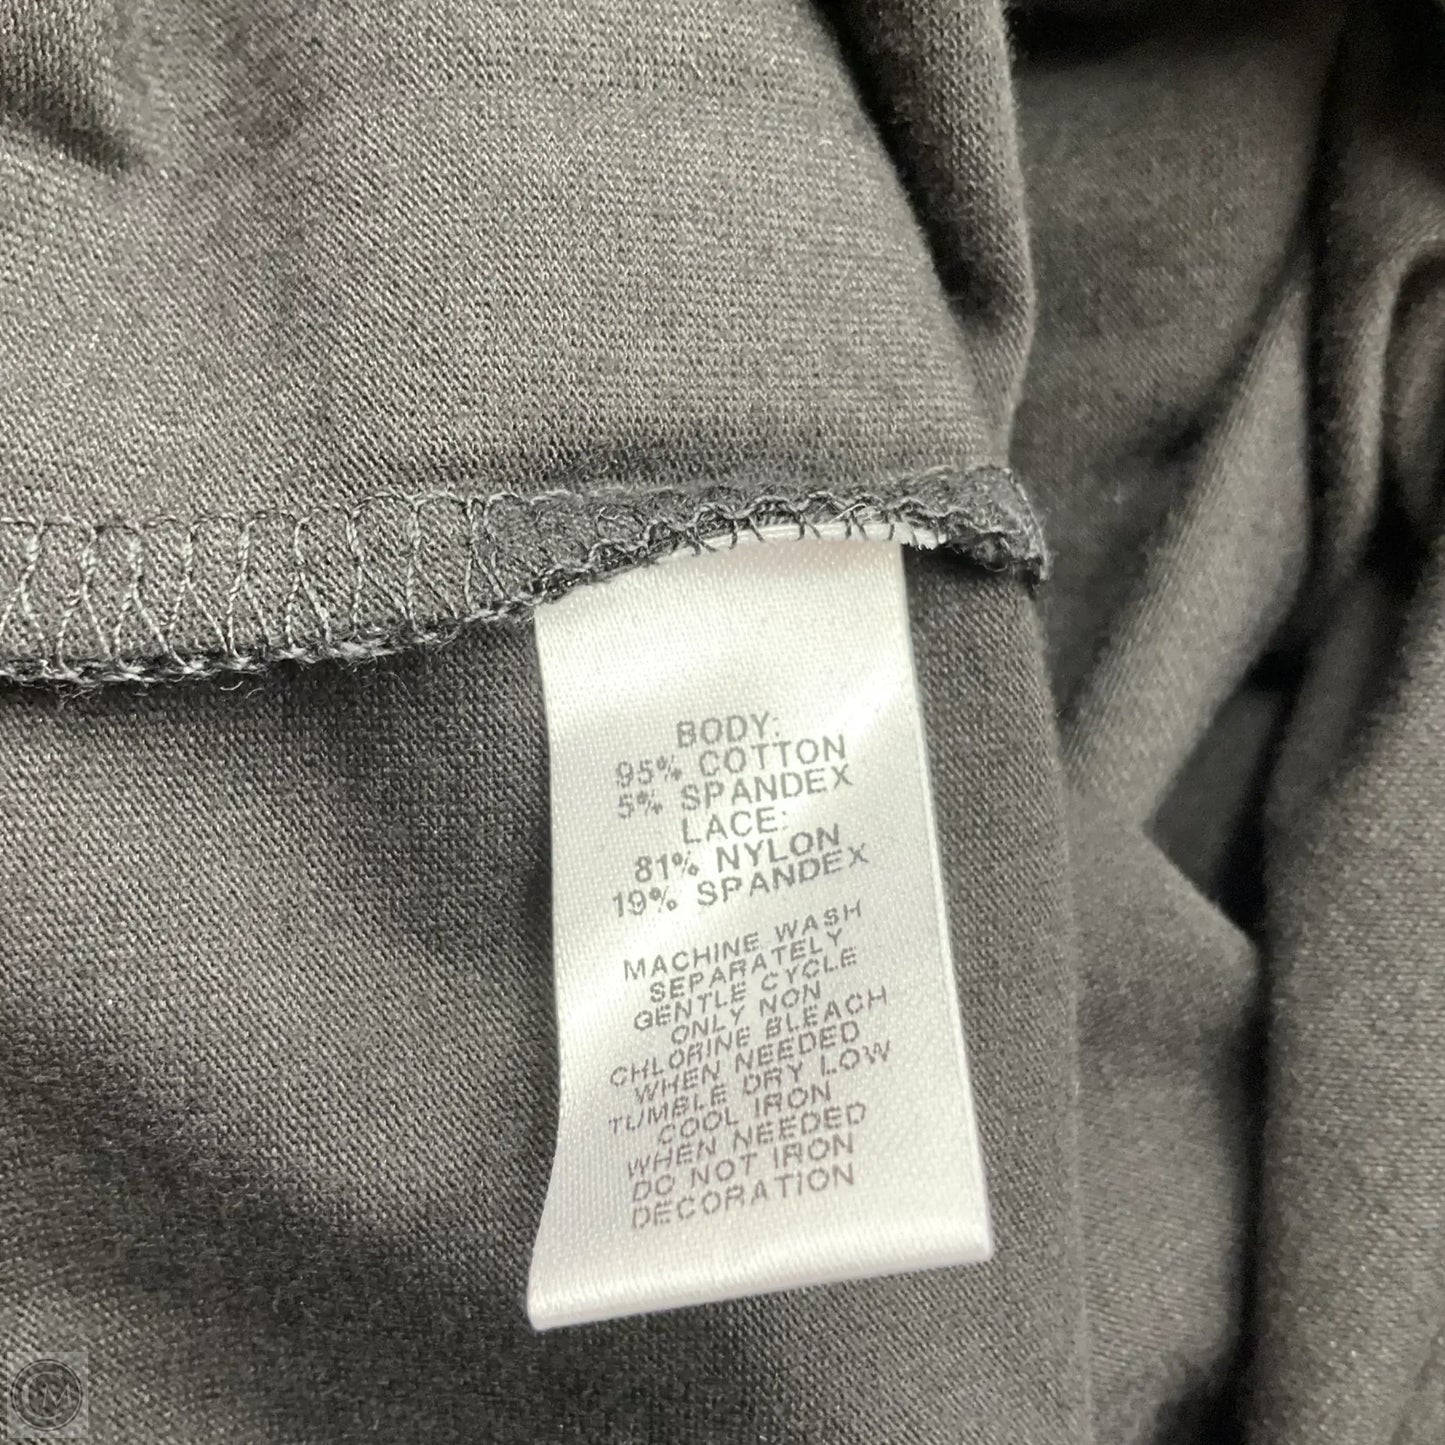 BODY:
95% COTTON
5% SPANDEX
LACE:
81% NYLON
19% SPANDEX
MACHINE WASH
SEPARATELY
GENTLE CYCLE
ONLY NON
CHLORINE BLEACH
WHEN NEEDED
TUMBLE DRY LOW
COOL IRON
WHEN NEEDED
DO NOT IRON
DECORATION